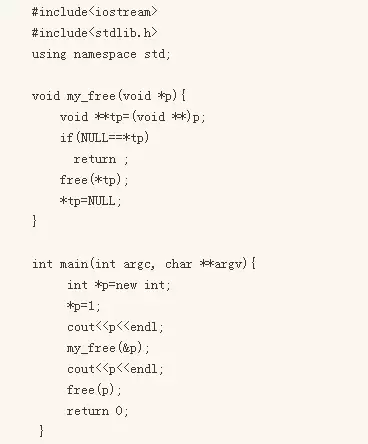 #include<iostream>
#include<stdlib.h>
using namespace std;
void my_free(void *p){
void **tp=(void **)p;
if(NULL==*tp)
return ;
free(*tp);
*tp=NULL;
}
int main(int argc, char **argv){
int *p=new int;
*p=1;
cout<<p<<endl;
my_free(&p);
cout<<p<<endl;
free(p);
return 0;
}